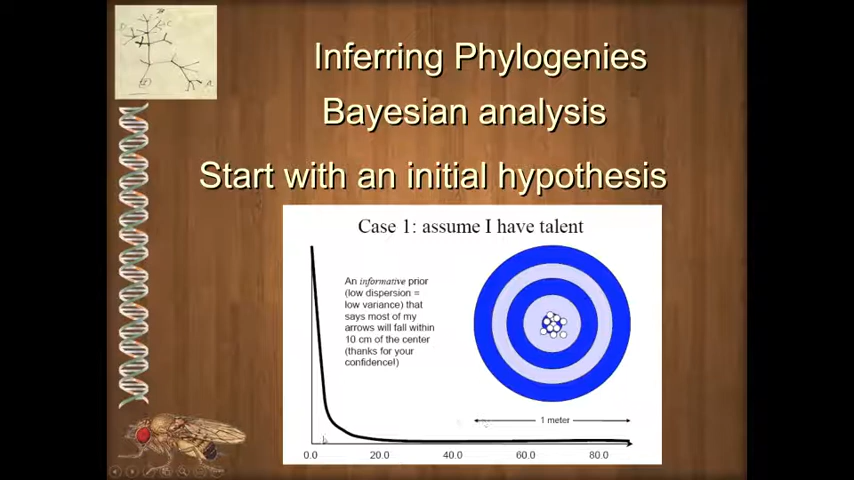 Inferring Phylogenies
Bayesian analysis
Start with an initial hypothesis
Case 1: assume I have talent
An informative prior
(low dispersion =
low variance) that
says most of my
arrows will fall within
10 cm of the center
(thanks for your
confidence!)
1 meter
0.0 20.0 40.0 60.0 80.0